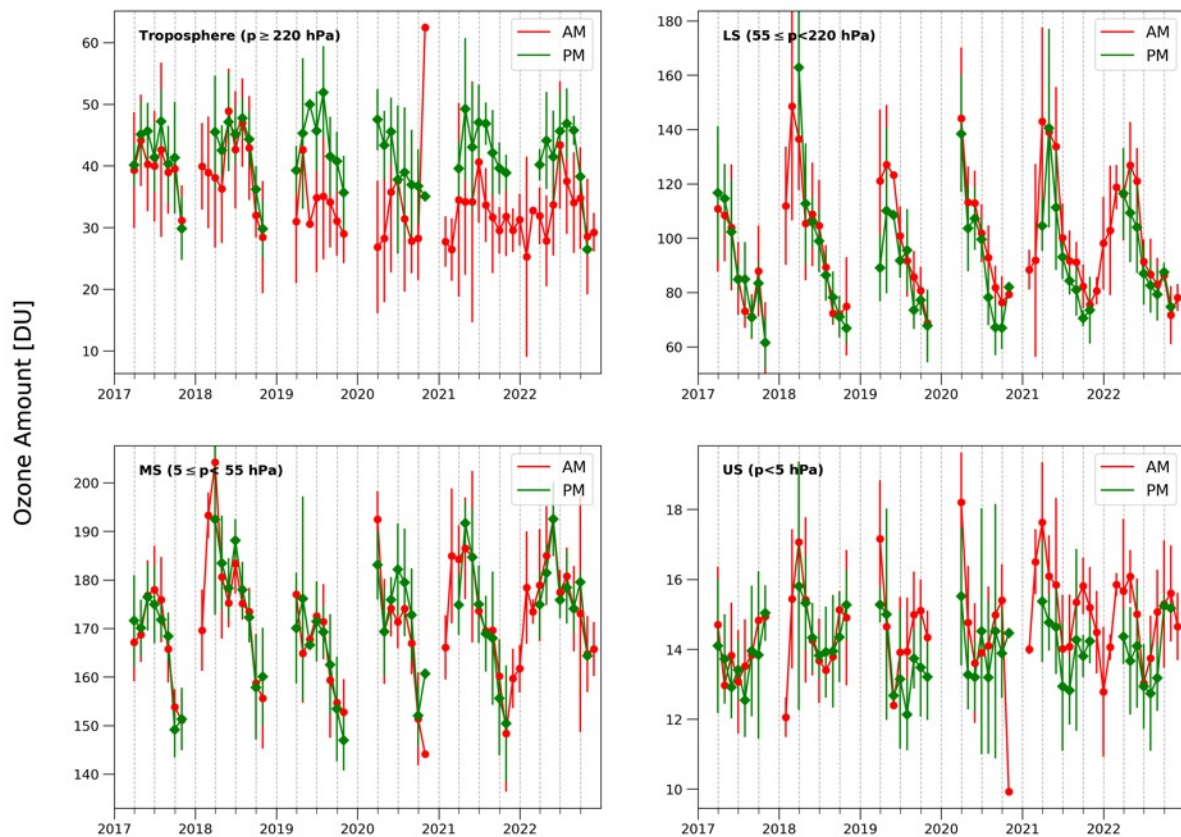 Ozone Amount [DU]
Troposphere (p ≥ 220 hPa)
AM
PM
60
50
40
30
20
10
2017 2018 2019 2020 2021 2022
LS (55 ≤ p<220 hPa)
AM
PM
180
160
140
120
100
80
60
2017 2018 2019 2020 2021 2022
MS (5 ≤ p< 55 hPa)
AM
PM
200
190
180
170
160
150
140
2017 2018 2019 2020 2021 2022
US (p<5 hPa)
AM
PM
18
16
14
12
10
2017 2018 2019 2020 2021 2022